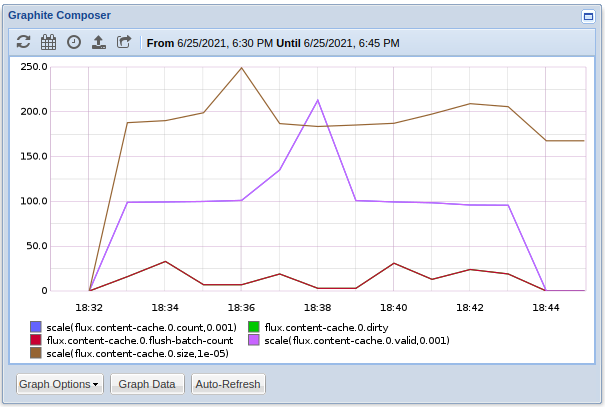 Graphite Composer
From 6/25/2021, 6:30 PM Until 6/25/2021, 6:45 PM
250.0
200.0
150.0
100.0
50.0
0
18:32 18:34 18:36 18:38 18:40 18:42 18:44
scale(flux.content-cache.0.count,0.001) flux.content-cache.0.dirty
flux.content-cache.0.flush-batch-count scale(flux.content-cache.0.valid,0.001)
scale(flux.content-cache.0.size,1e-05)
Graph Options Graph Data Auto-Refresh